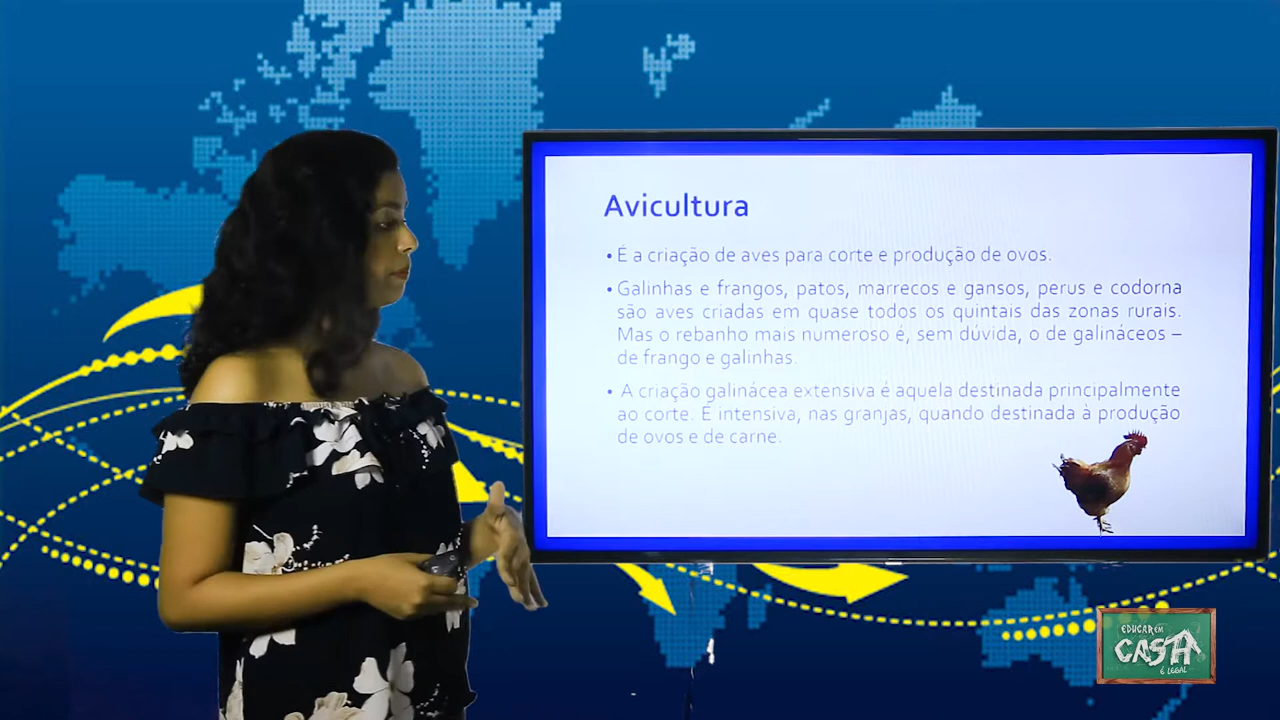 Avicultura
• É a criação de aves para corte e produção de ovos.
• Galinhas e frangos, patos, marrecos e gansos, perus e codorna
são aves criadas em quase todos os quintais das zonas rurais.
Mas o rebanho mais numeroso é, sem dúvida, o de galináceos –
de frango e galinhas.
• A criação galinácea extensiva é aquela destinada principalmente
ao corte. E intensiva, nas granjas, quando destinada à produção
de ovos e de carne.
EDUCAR EM
CASA
É LEGAL